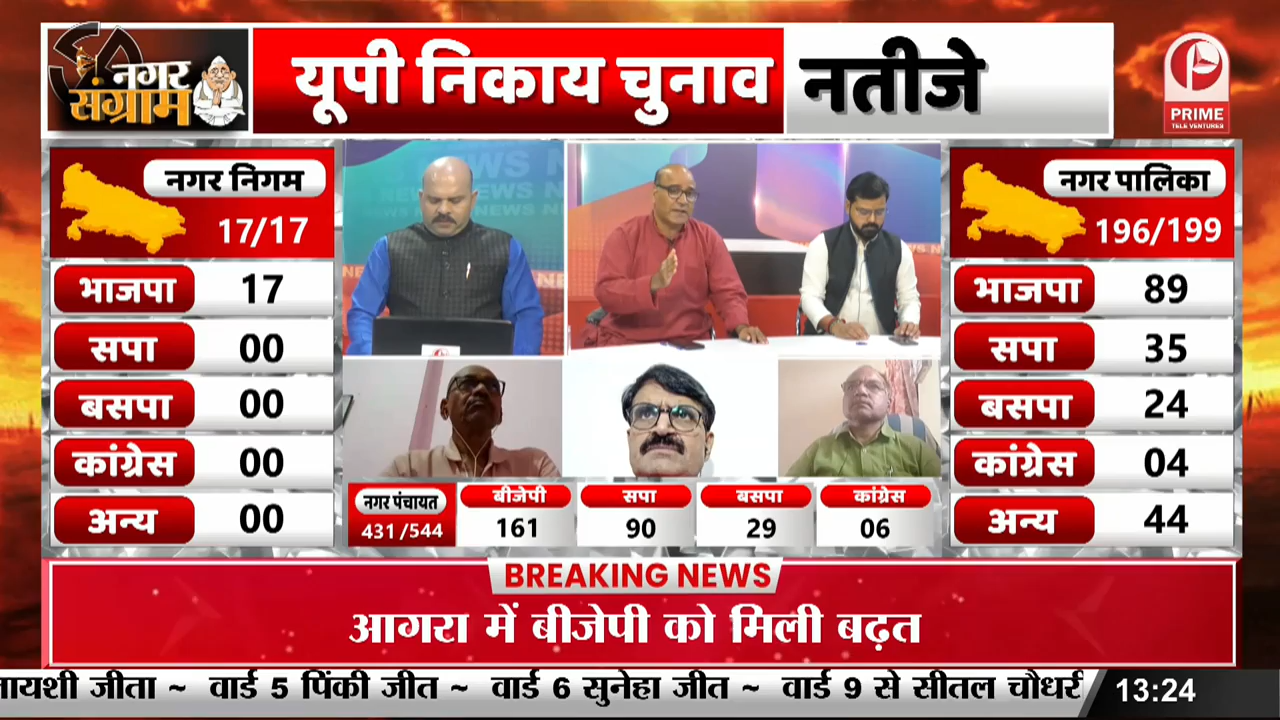 नगर संग्राम
यूपी निकाय चुनाव नतीजे
PRIME
TELE VENTURES
नगर निगम
17/17
भाजपा 17
सपा 00
बसपा 00
कांग्रेस 00
अन्य 00
नगर पालिका
196/199
भाजपा 89
सपा 35
बसपा 24
कांग्रेस 04
अन्य 44
नगर पंचायत
431/544
बीजेपी सपा बसपा कांग्रेस
161 90 29 06
BREAKING NEWS
आगरा में बीजेपी को मिली बढ़त
जीता ~ वार्ड 5 पिंकी जीत ~ वार्ड 6 सुनेहा जीत ~ वार्ड 9 से सीतल चौधरी
13:24